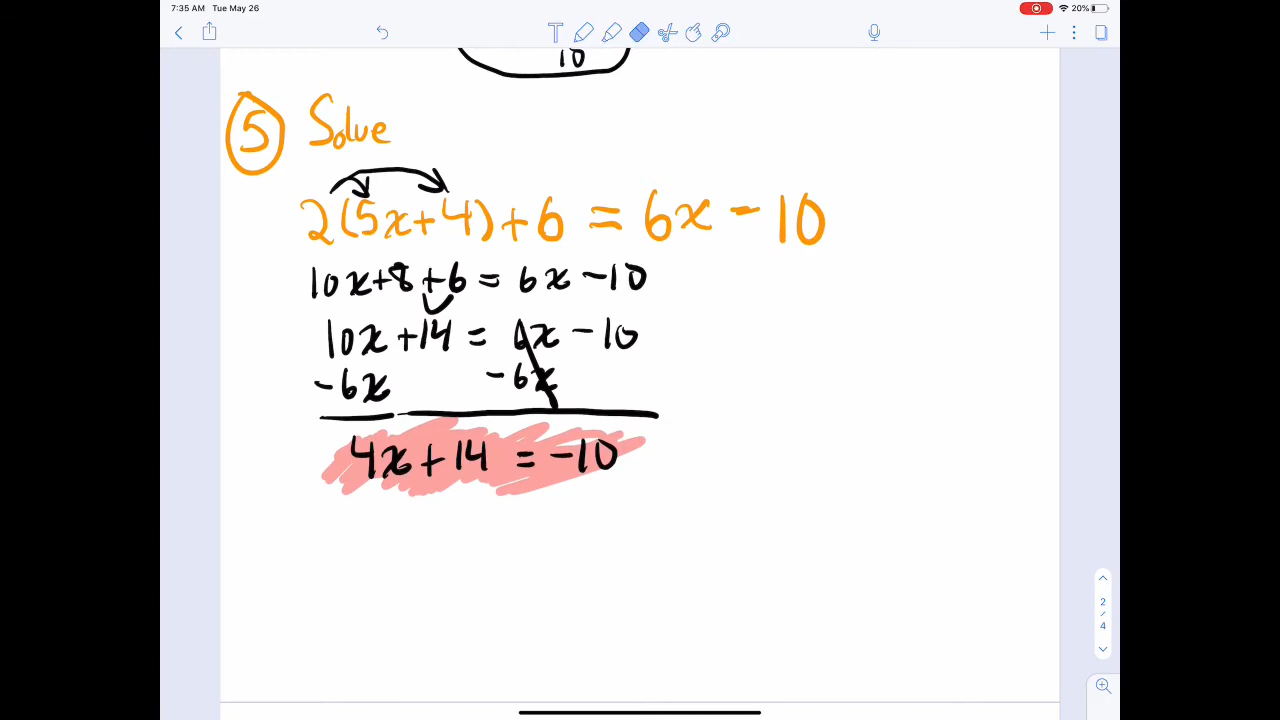 7:35 AM Tue May 26
20%
10
5 Solve
2(5x+4)+6 = 6x - 10
10x+8+6 = 6x -10
10x +14 = 6x - 10
-6x -6x
4x+14 = -10
2
4